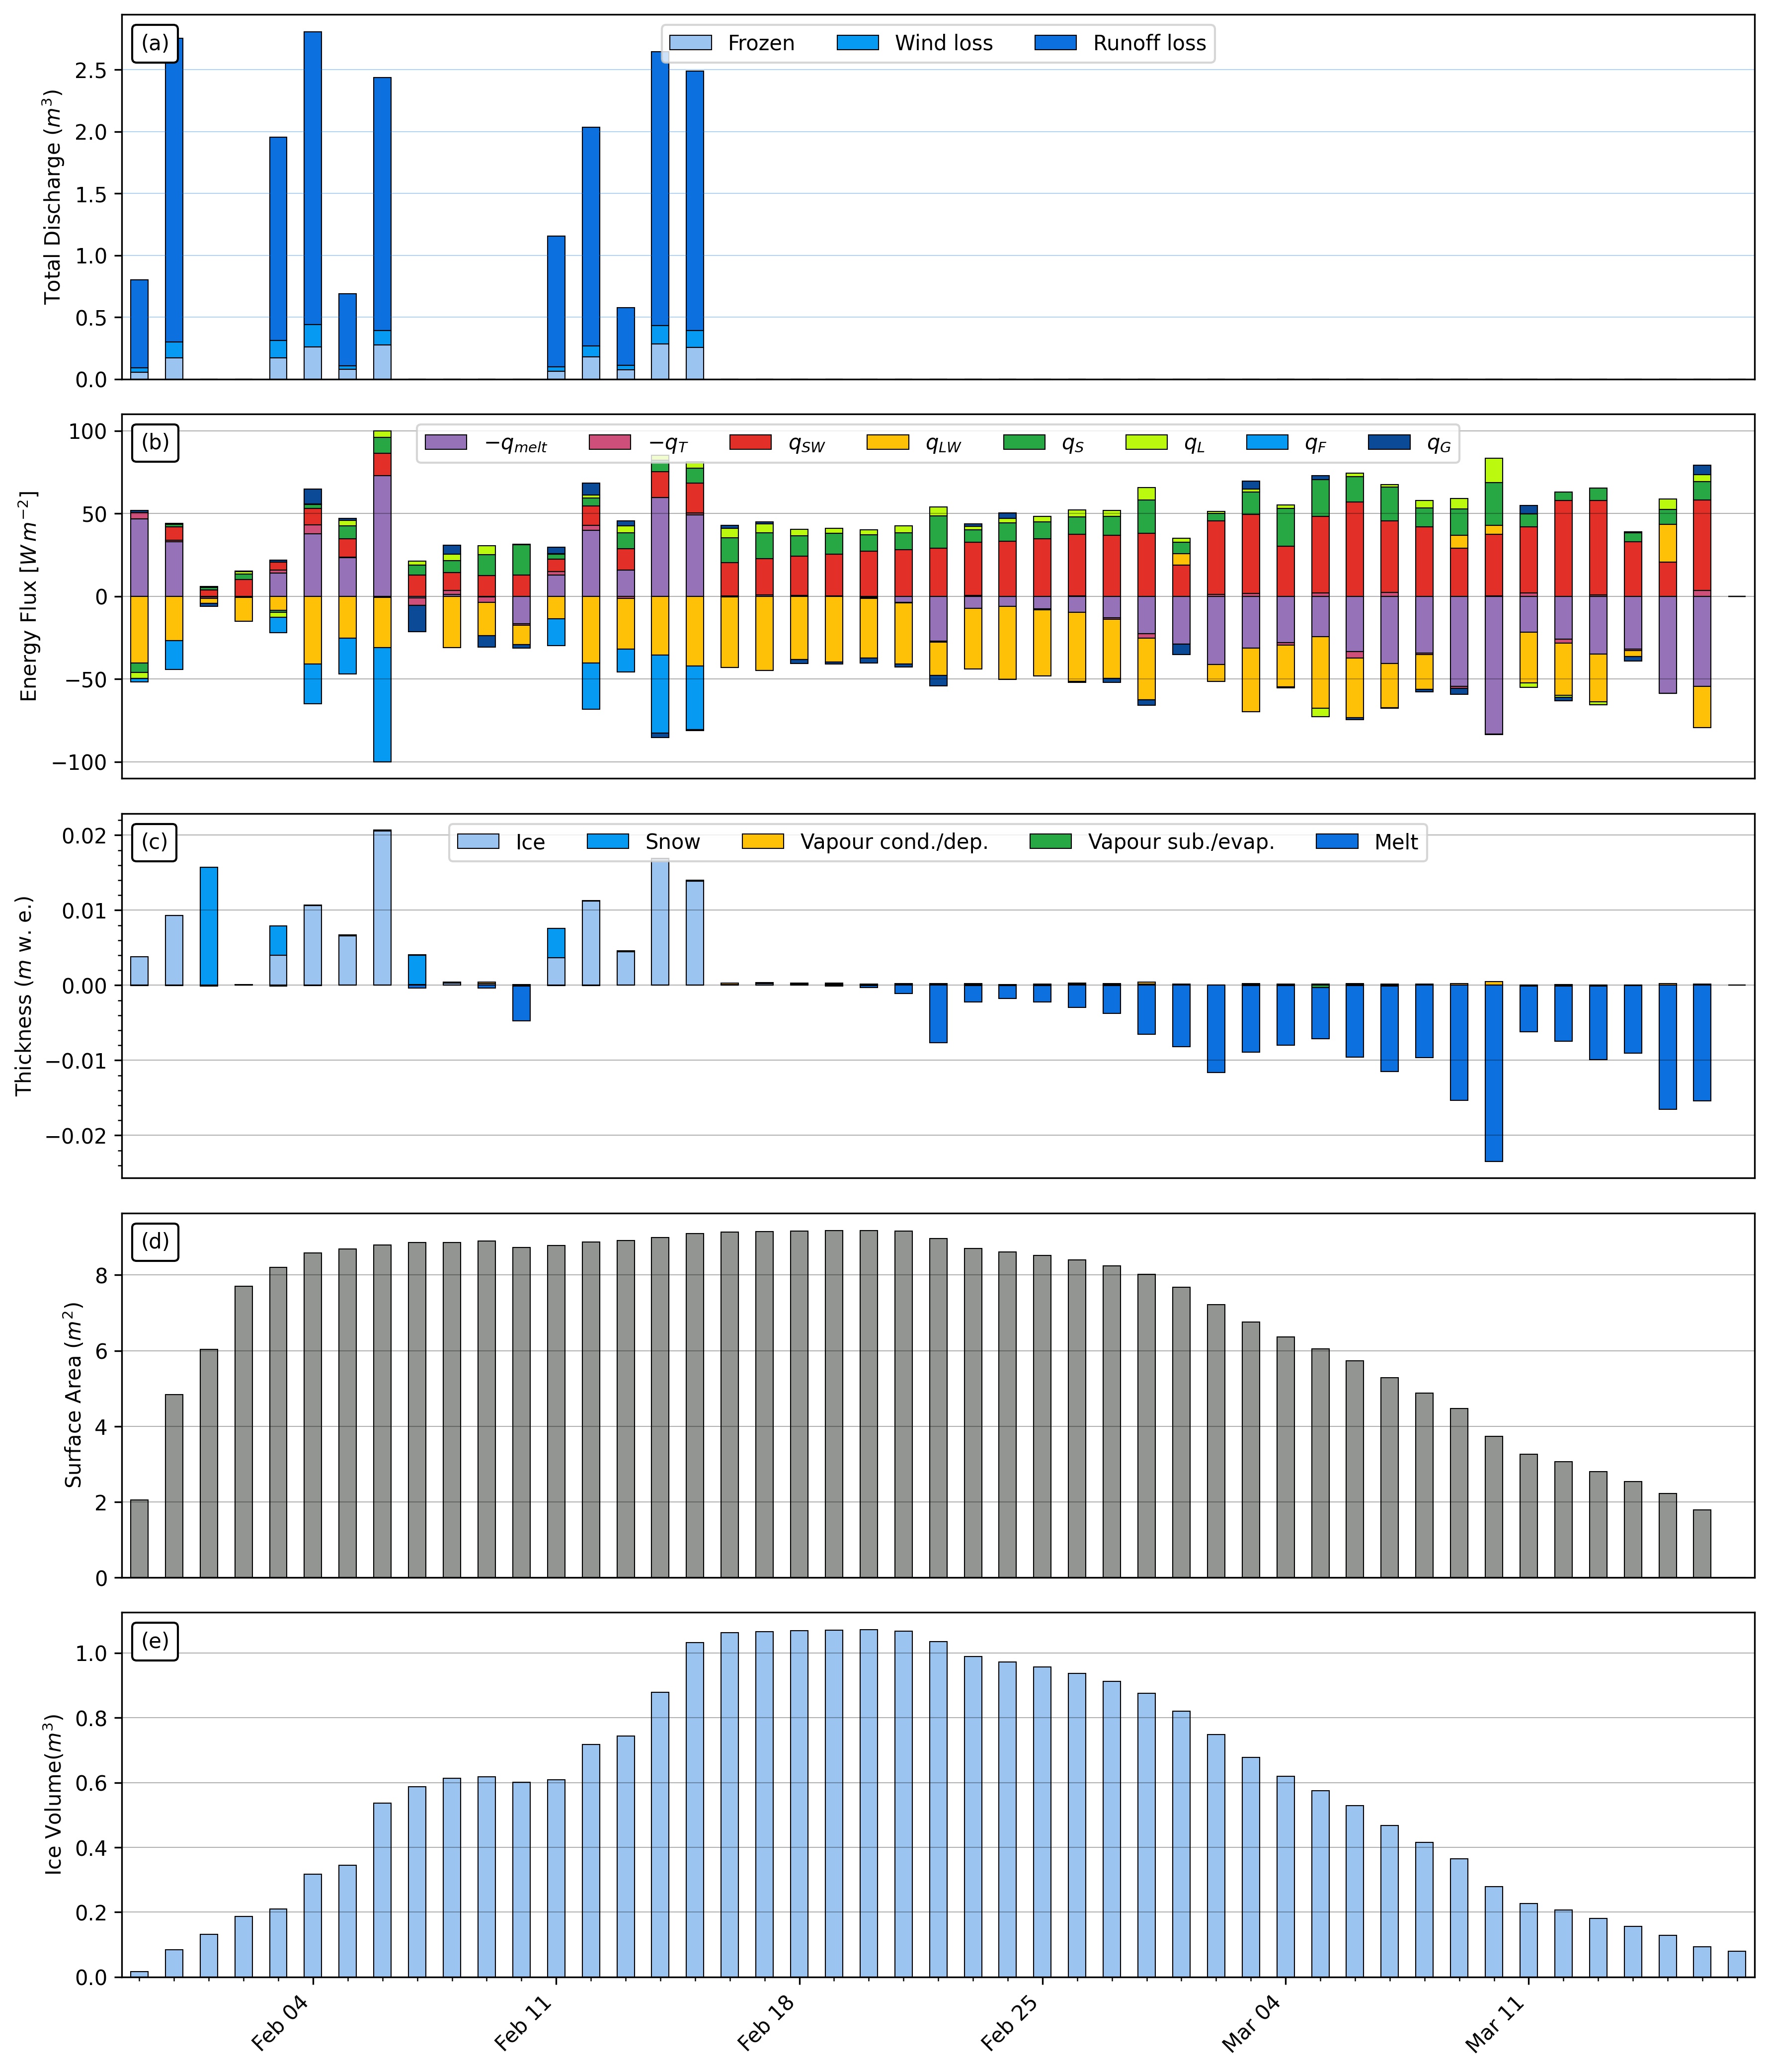 (a)
Frozen Wind loss Runoff loss
Total Discharge (m³)
2.5
2.0
1.5
1.0
0.5
0.0
(b)
−q_melt −q_T q_SW q_LW q_S q_L q_F q_G
Energy Flux [W m⁻²]
100
50
0
−50
−100
(c)
Ice Snow Vapour cond./dep. Vapour sub./evap. Melt
Thickness (m w. e.)
0.02
0.01
0.00
−0.01
−0.02
(d)
Surface Area (m²)
8
6
4
2
0
(e)
Ice Volume(m³)
1.0
0.8
0.6
0.4
0.2
0.0
Feb 04 Feb 11 Feb 18 Feb 25 Mar 04 Mar 11